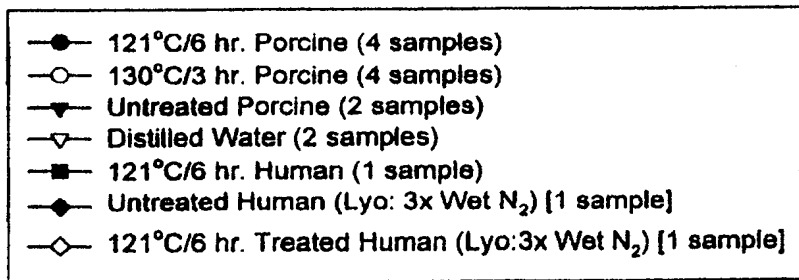 121°C/6 hr. Porcine (4 samples)
130°C/3 hr. Porcine (4 samples)
Untreated Porcine (2 samples)
Distilled Water (2 samples)
121°C/6 hr. Human (1 sample)
Untreated Human (Lyo: 3x Wet N₂) [1 sample]
121°C/6 hr. Treated Human (Lyo:3x Wet N₂) [1 sample]